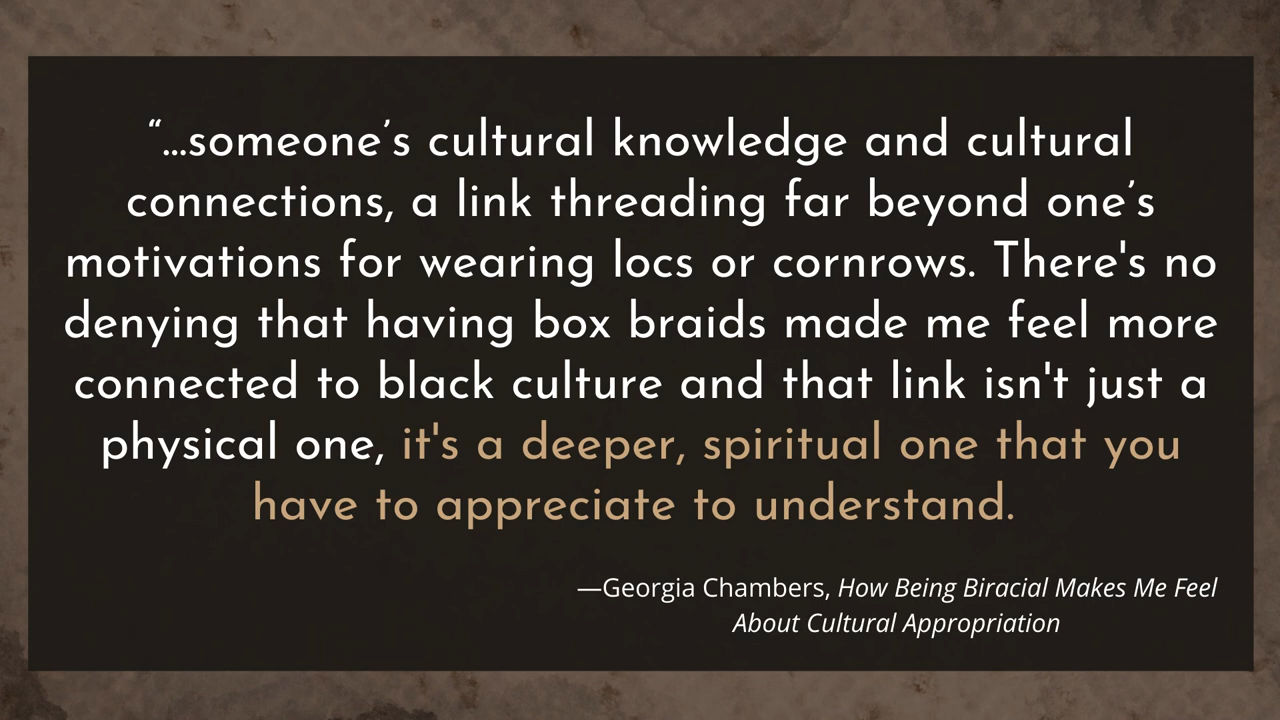 “...someone’s cultural knowledge and cultural
connections, a link threading far beyond one’s
motivations for wearing locs or cornrows. There's no
denying that having box braids made me feel more
connected to black culture and that link isn't just a
physical one, it's a deeper, spiritual one that you
have to appreciate to understand.
—Georgia Chambers, How Being Biracial Makes Me Feel
About Cultural Appropriation